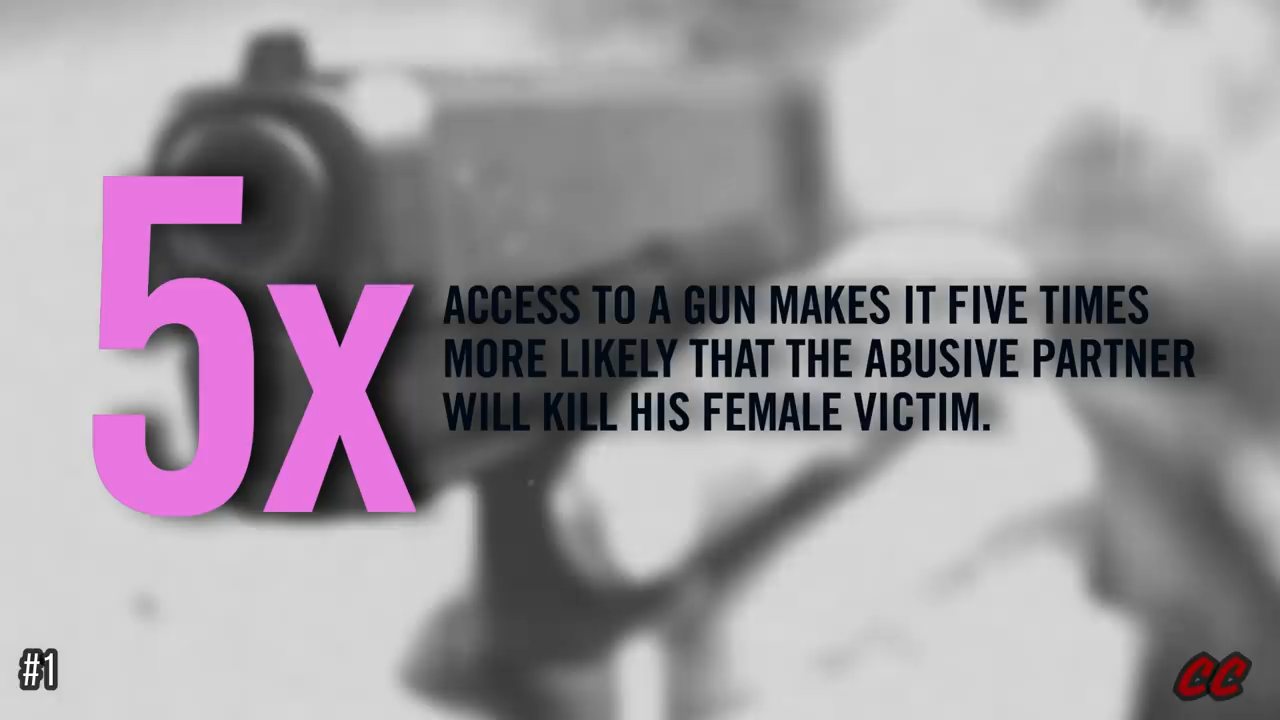 5x
ACCESS TO A GUN MAKES IT FIVE TIMES
MORE LIKELY THAT THE ABUSIVE PARTNER
WILL KILL HIS FEMALE VICTIM.
#1
CC